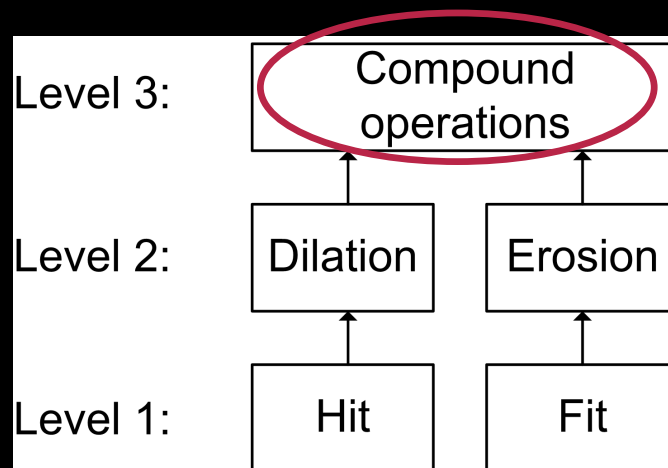 Level 3:
Compound
operations
Level 2:
Dilation
Erosion
Level 1:
Hit
Fit